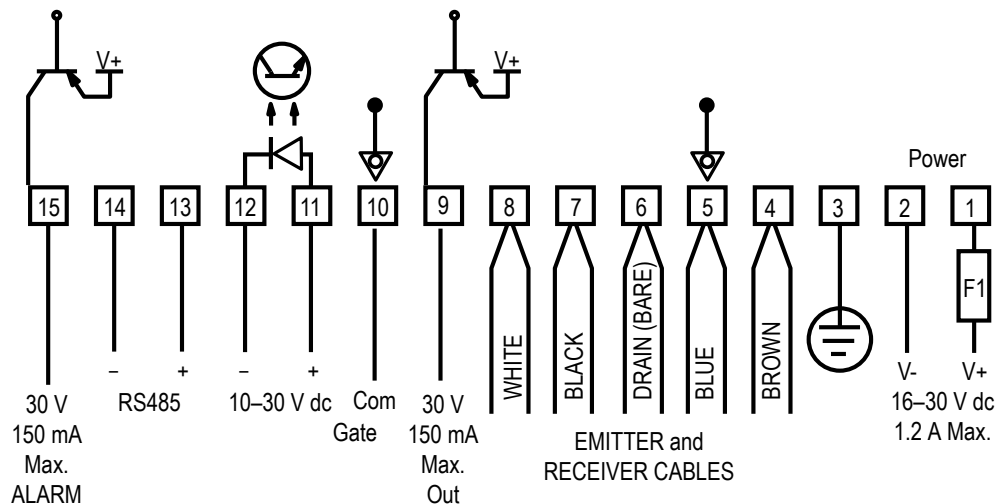 V+
V+
Power
15 14 13 12 11 10 9 8 7 6 5 4 3 2 1
F1
WHITE
BLACK
DRAIN (BARE)
BLUE
BROWN
– + – +
V- V+
30 V
150 mA
Max.
ALARM
RS485
10–30 V dc
Com
Gate
30 V
150 mA
Max.
Out
EMITTER and
RECEIVER CABLES
16–30 V dc
1.2 A Max.